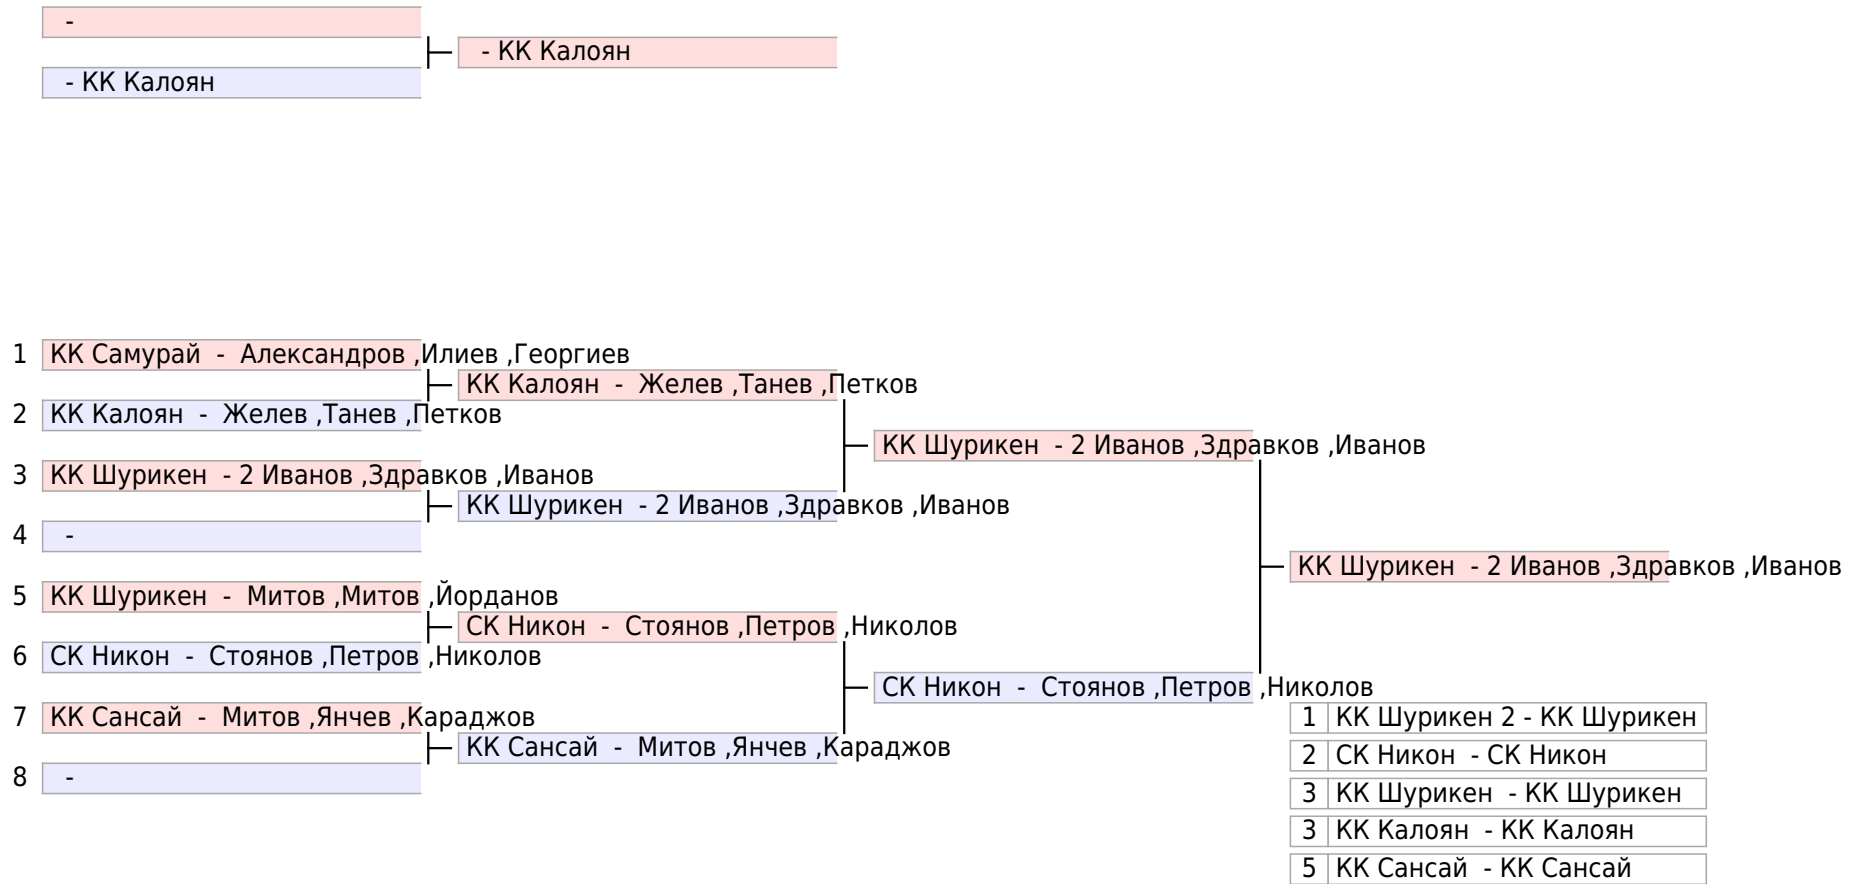 -
- КК Калоян
- КК Калоян
1 КК Самурай - Александров ,Илиев ,Георгиев
КК Калоян - Желев ,Танев ,Петков
2 КК Калоян - Желев ,Танев ,Петков
КК Шурикен - 2 Иванов ,Здравков ,Иванов
3 КК Шурикен - 2 Иванов ,Здравков ,Иванов
КК Шурикен - 2 Иванов ,Здравков ,Иванов
4 -
КК Шурикен - 2 Иванов ,Здравков ,Иванов
5 КК Шурикен - Митов ,Митов ,Йорданов
СК Никон - Стоянов ,Петров ,Николов
6 СК Никон - Стоянов ,Петров ,Николов
СК Никон - Стоянов ,Петров ,Николов
7 КК Сансай - Митов ,Янчев ,Караджов
КК Сансай - Митов ,Янчев ,Караджов
8 -
1 КК Шурикен 2 - КК Шурикен
2 СК Никон - СК Никон
3 КК Шурикен - КК Шурикен
3 КК Калоян - КК Калоян
5 КК Сансай - КК Сансай